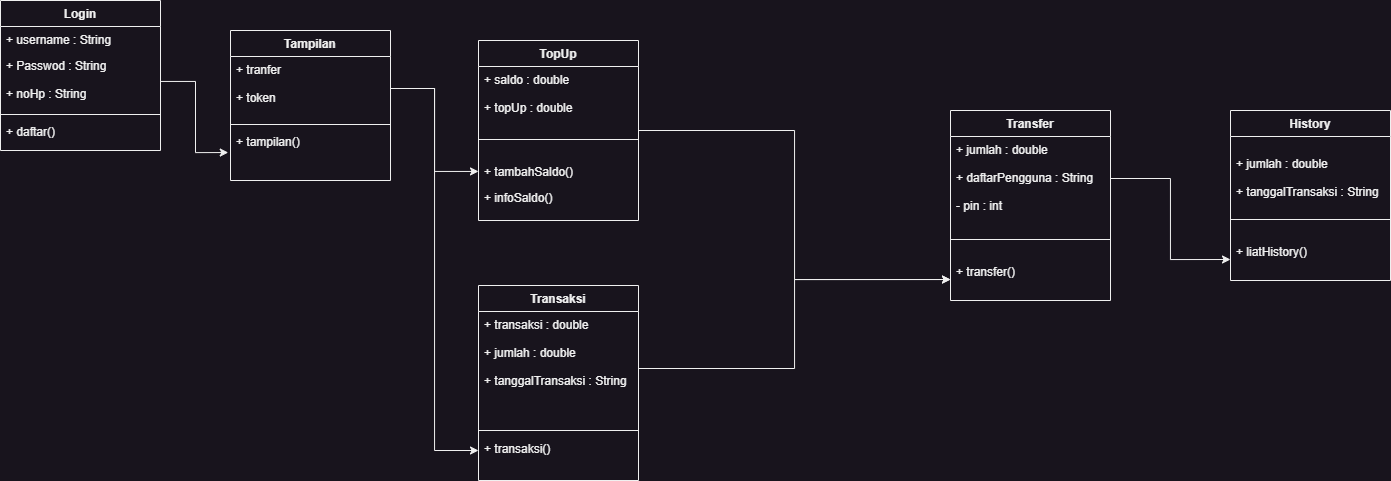 Login
+ username : String
+ Passwod : String
+ noHp : String
+ daftar()
Tampilan
+ tranfer
+ token
+ tampilan()
TopUp
+ saldo : double
+ topUp : double
+ tambahSaldo()
+ infoSaldo()
Transaksi
+ transaksi : double
+ jumlah : double
+ tanggalTransaksi : String
+ transaksi()
Transfer
+ jumlah : double
+ daftarPengguna : String
- pin : int
+ transfer()
History
+ jumlah : double
+ tanggalTransaksi : String
+ liatHistory()